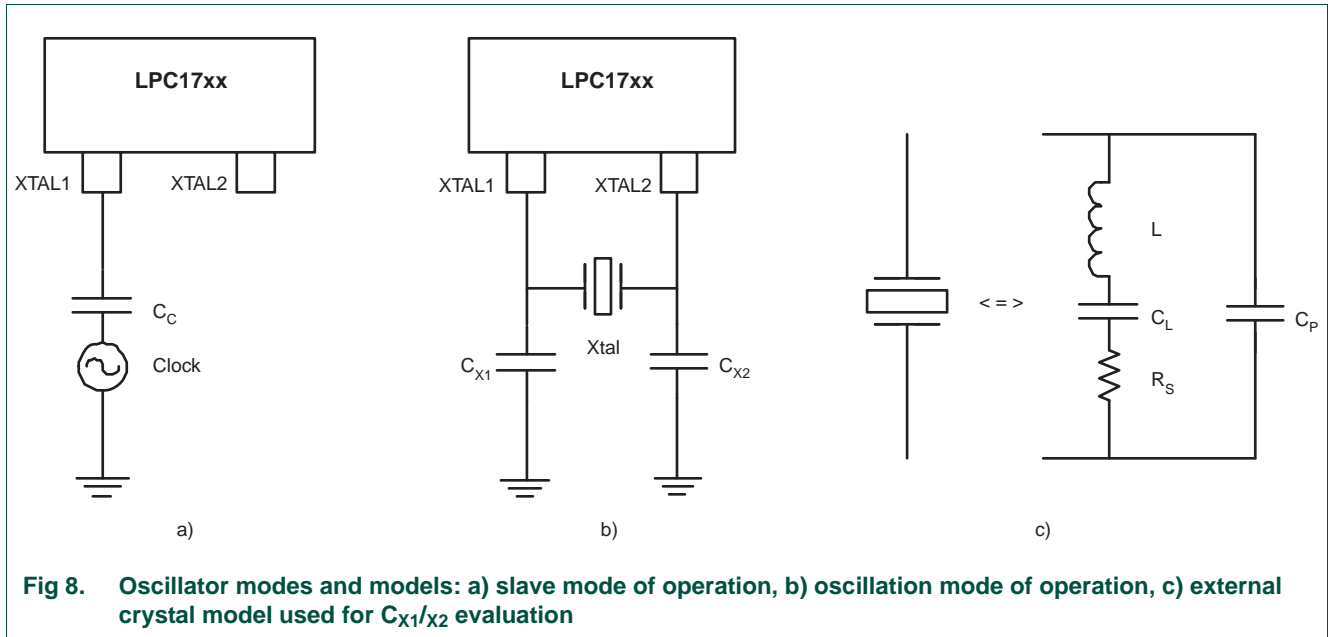 LPC17xx
XTAL1
XTAL2
C_C
Clock
a)
LPC17xx
XTAL1
XTAL2
Xtal
C_X1
C_X2
b)
< = >
L
C_L
R_S
C_P
c)
Fig 8. Oscillator modes and models: a) slave mode of operation, b) oscillation mode of operation, c) external
crystal model used for C_X1/X2 evaluation